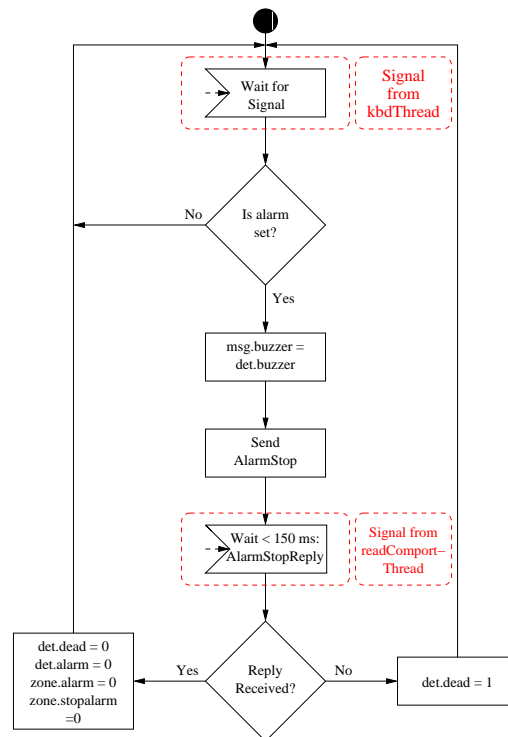 Wait for
Signal
Signal
from
kbdThread
No
Is alarm
set?
Yes
msg.buzzer =
det.buzzer
Send
AlarmStop
Wait < 150 ms:
AlarmStopReply
Signal from
readComport–
Thread
det.dead = 0
det.alarm = 0
zone.alarm = 0
zone.stopalarm
=0
Yes
Reply
Received?
No
det.dead = 1